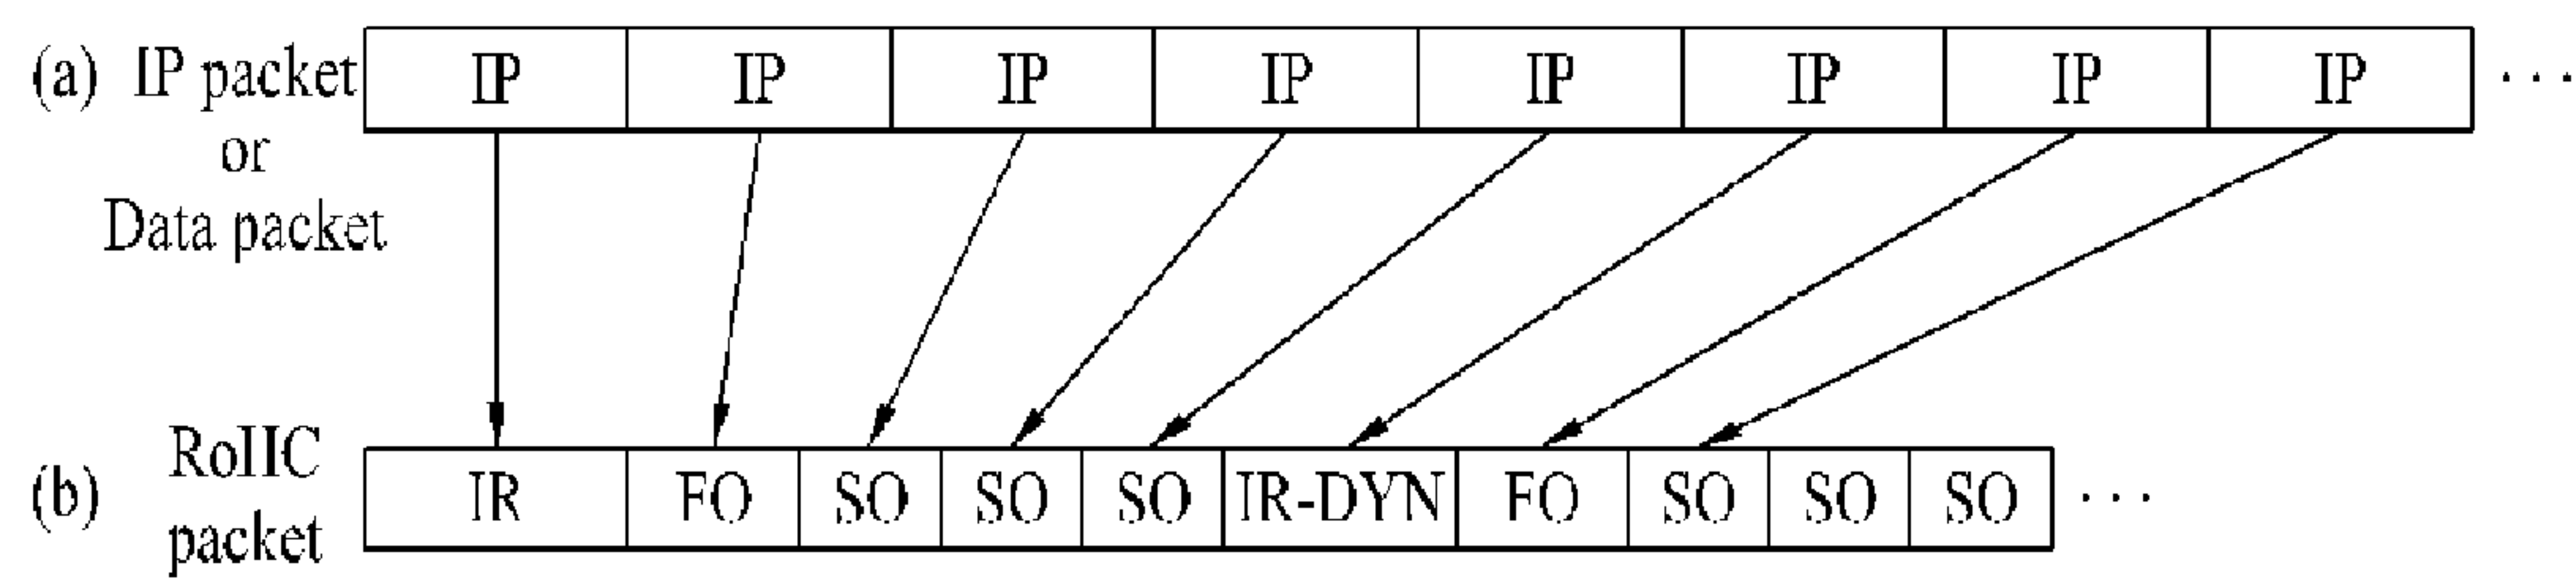 (a) IP packet IP IP IP IP IP IP IP IP ...
or
Data packet
RoHC
(b) IR FO SO SO SO IR-DYN FO SO SO SO ...
packet